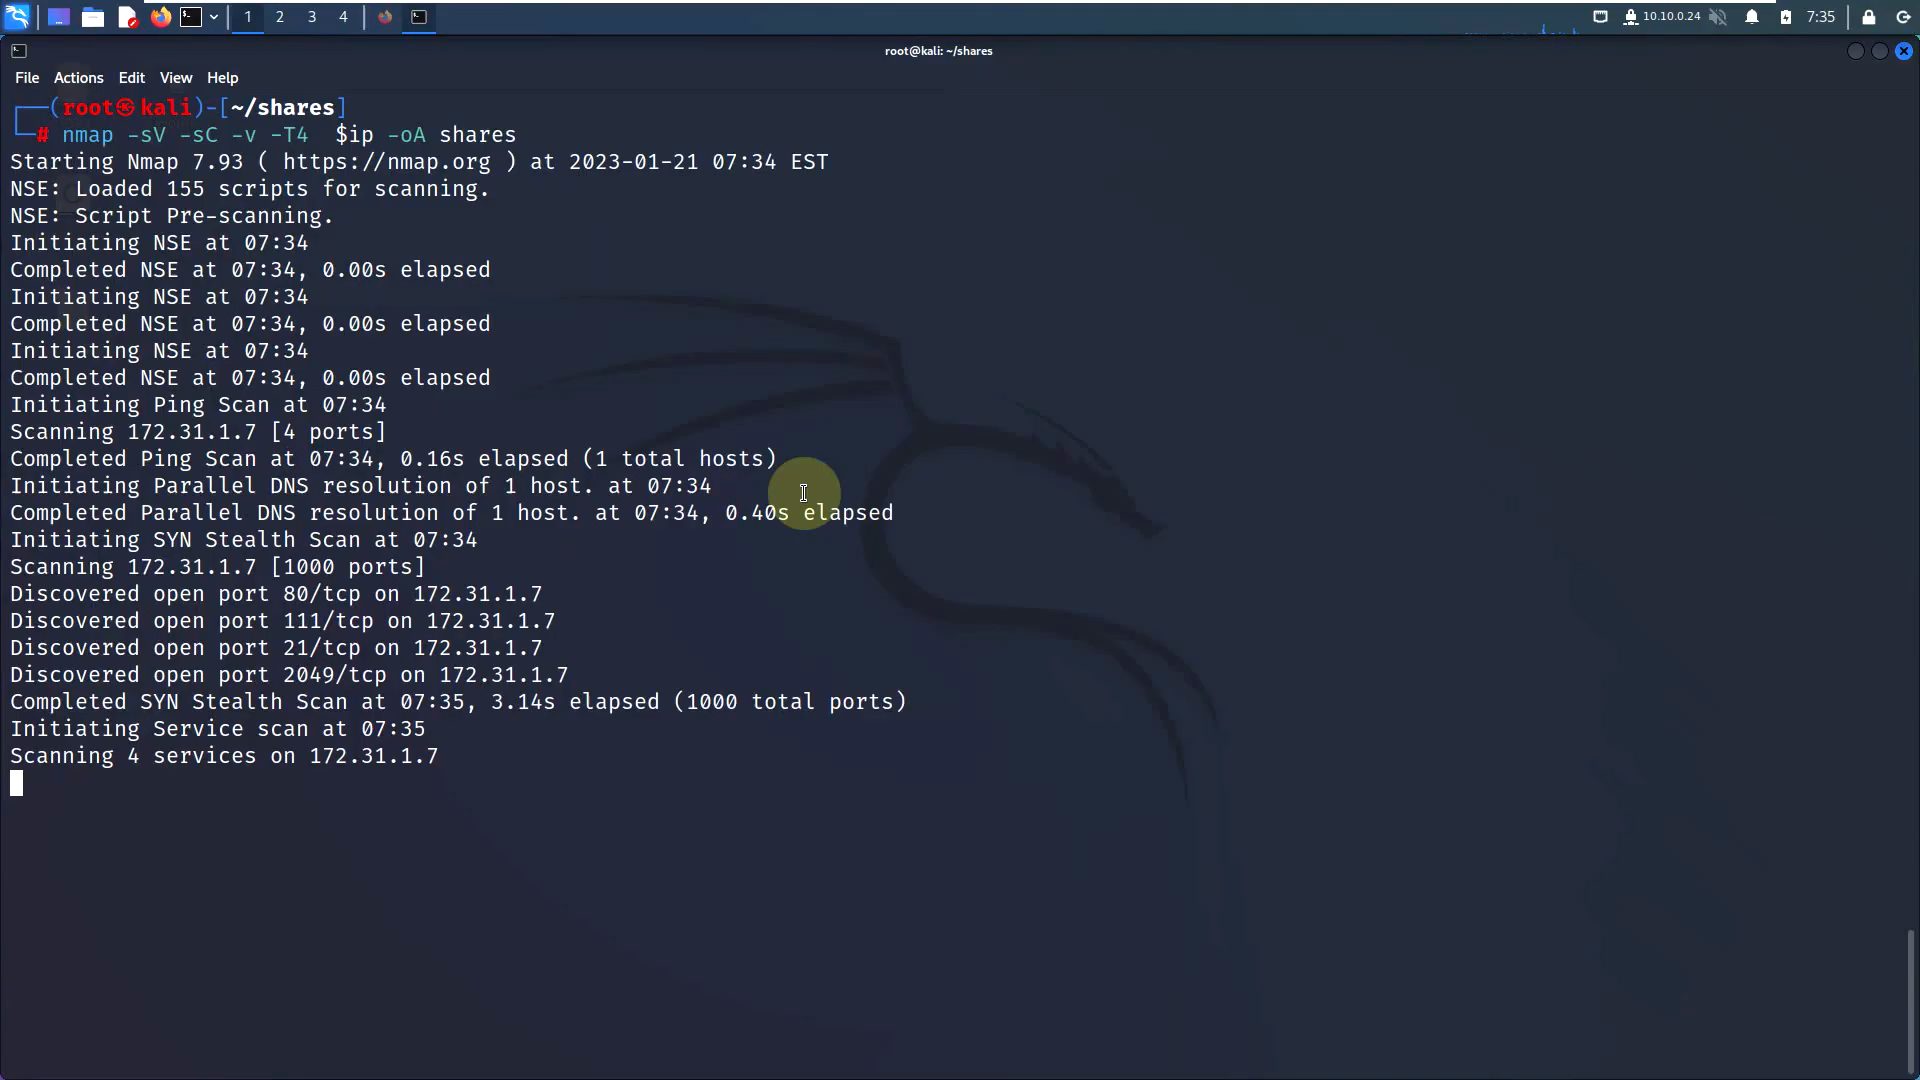 1 2 3 4
10.10.0.24 7:35
root@kali: ~/shares
File Actions Edit View Help
(root㉿kali)-[~/shares]
# nmap -sV -sC -v -T4  $ip -oA shares
Starting Nmap 7.93 ( https://nmap.org ) at 2023-01-21 07:34 EST
NSE: Loaded 155 scripts for scanning.
NSE: Script Pre-scanning.
Initiating NSE at 07:34
Completed NSE at 07:34, 0.00s elapsed
Initiating NSE at 07:34
Completed NSE at 07:34, 0.00s elapsed
Initiating NSE at 07:34
Completed NSE at 07:34, 0.00s elapsed
Initiating Ping Scan at 07:34
Scanning 172.31.1.7 [4 ports]
Completed Ping Scan at 07:34, 0.16s elapsed (1 total hosts)
Initiating Parallel DNS resolution of 1 host. at 07:34
Completed Parallel DNS resolution of 1 host. at 07:34, 0.40s elapsed
Initiating SYN Stealth Scan at 07:34
Scanning 172.31.1.7 [1000 ports]
Discovered open port 80/tcp on 172.31.1.7
Discovered open port 111/tcp on 172.31.1.7
Discovered open port 21/tcp on 172.31.1.7
Discovered open port 2049/tcp on 172.31.1.7
Completed SYN Stealth Scan at 07:35, 3.14s elapsed (1000 total ports)
Initiating Service scan at 07:35
Scanning 4 services on 172.31.1.7